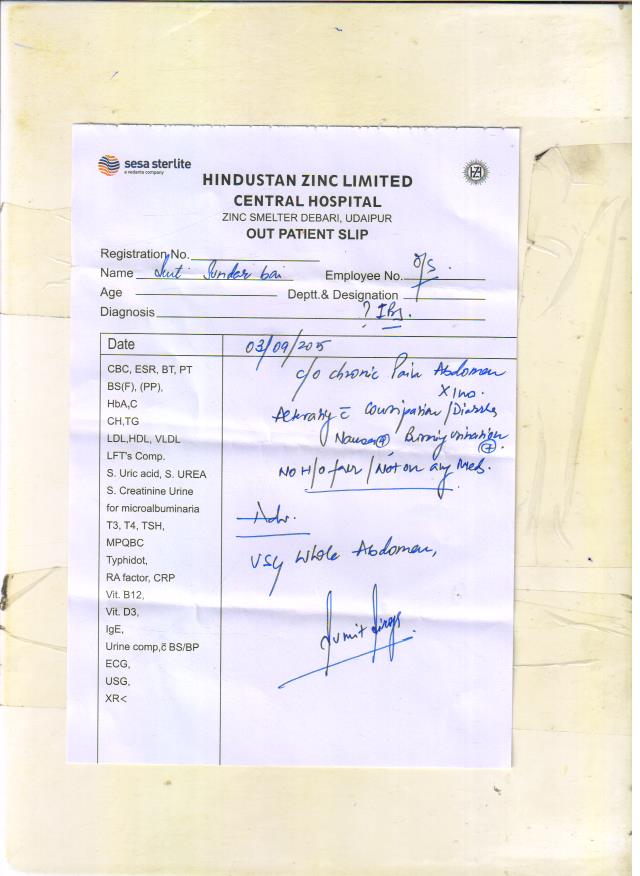 sesa sterlite
a vedanta company
HZ
HINDUSTAN ZINC LIMITED
CENTRAL HOSPITAL
ZINC SMELTER DEBARI, UDAIPUR
OUT PATIENT SLIP
Registration No.
Name Smt Sundar bai Employee No. O/S.
Age Deptt.& Designation
Diagnosis ? IBS.
Date 03/09/2015
CBC, ESR, BT, PT
BS(F), (PP),
HbA,C
CH,TG
LDL,HDL, VLDL
LFT's Comp.
S. Uric acid, S. UREA
S. Creatinine Urine
for microalbuminaria
T3, T4, TSH,
MPQBC
Typhidot,
RA factor, CRP
Vit. B12,
Vit. D3,
IgE,
Urine comp,c̄ BS/BP
ECG,
USG,
XR<
c/o chronic Pain Abdomen
c̄ Constipation / Diarrhea
Nausea ⊕ Burning urination ⊕
NO H/o fever / Not on any Meds.
Adv.
USG Whole Abdomen,